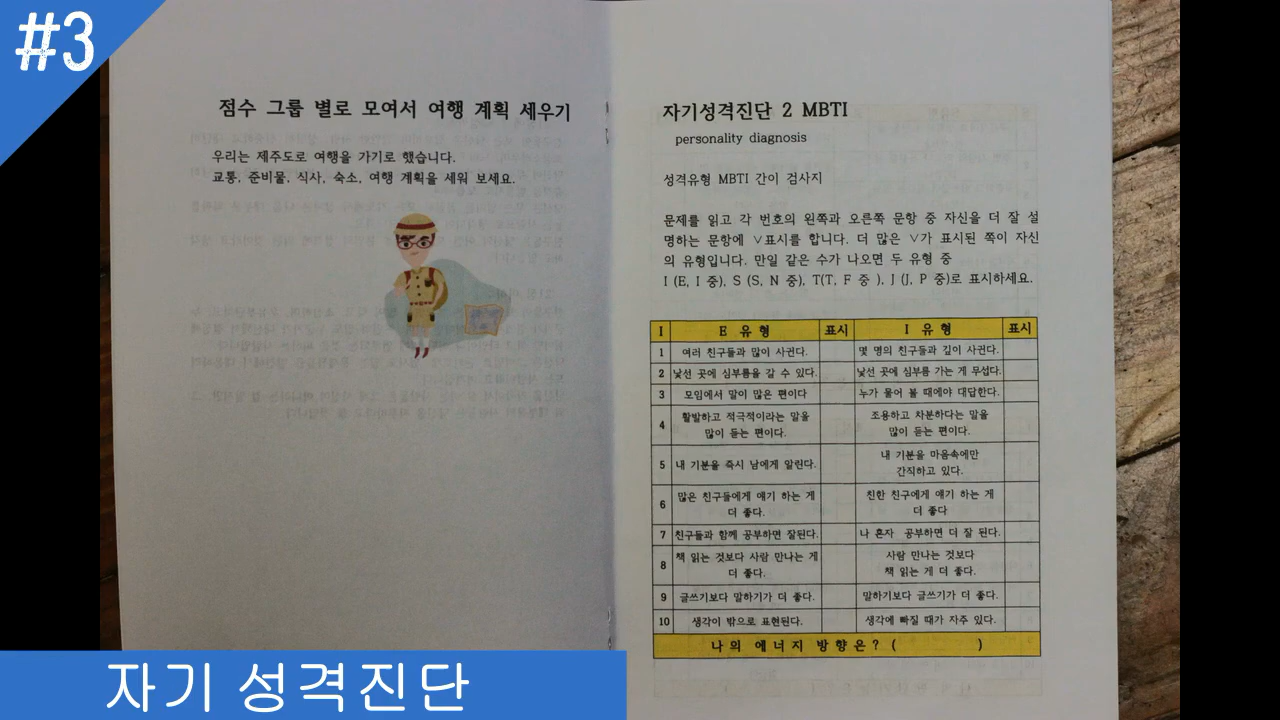 #3
점수 그룹 별로 모여서 여행 계획 세우기
우리는 제주도로 여행을 가기로 했습니다.
교통, 준비물, 식사, 숙소, 여행 계획을 세워 보세요.
자기성격진단 2 MBTI
personality diagnosis
성격유형 MBTI 간이 검사지
문제를 읽고 각 번호의 왼쪽과 오른쪽 문항 중 자신을 더 잘 설
명하는 문항에 ∨표시를 합니다. 더 많은 ∨가 표시된 쪽이 자신
의 유형입니다. 만일 같은 수가 나오면 두 유형 중
I (E, I 중), S (S, N 중), T(T, F 중 ), J (J, P 중)로 표시하세요.
I E 유형 표시 I 유형 표시
1 여러 친구들과 많이 사귄다. 몇 명의 친구들과 깊이 사귄다.
2 낯선 곳에 심부름을 갈 수 있다. 낯선 곳에 심부름 가는 게 무섭다.
3 모임에서 말이 많은 편이다 누가 물어 볼 때에야 대답한다.
4 활발하고 적극적이라는 말을 조용하고 차분하다는 말을
많이 듣는 편이다. 많이 듣는 편이다.
5 내 기분을 즉시 남에게 알린다. 내 기분을 마음속에만
간직하고 있다.
6 많은 친구들에게 얘기 하는 게 친한 친구에게 얘기 하는 게
더 좋다. 더 좋다
7 친구들과 함께 공부하면 잘된다. 나 혼자 공부하면 더 잘 된다.
8 책 읽는 것보다 사람 만나는 게 사람 만나는 것보다
더 좋다. 책 읽는 게 더 좋다.
9 글쓰기보다 말하기가 더 좋다. 말하기보다 글쓰기가 더 좋다.
10 생각이 밖으로 표현된다. 생각에 빠질 때가 자주 있다.
나의 에너지 방향은? ( )
자기 성격진단